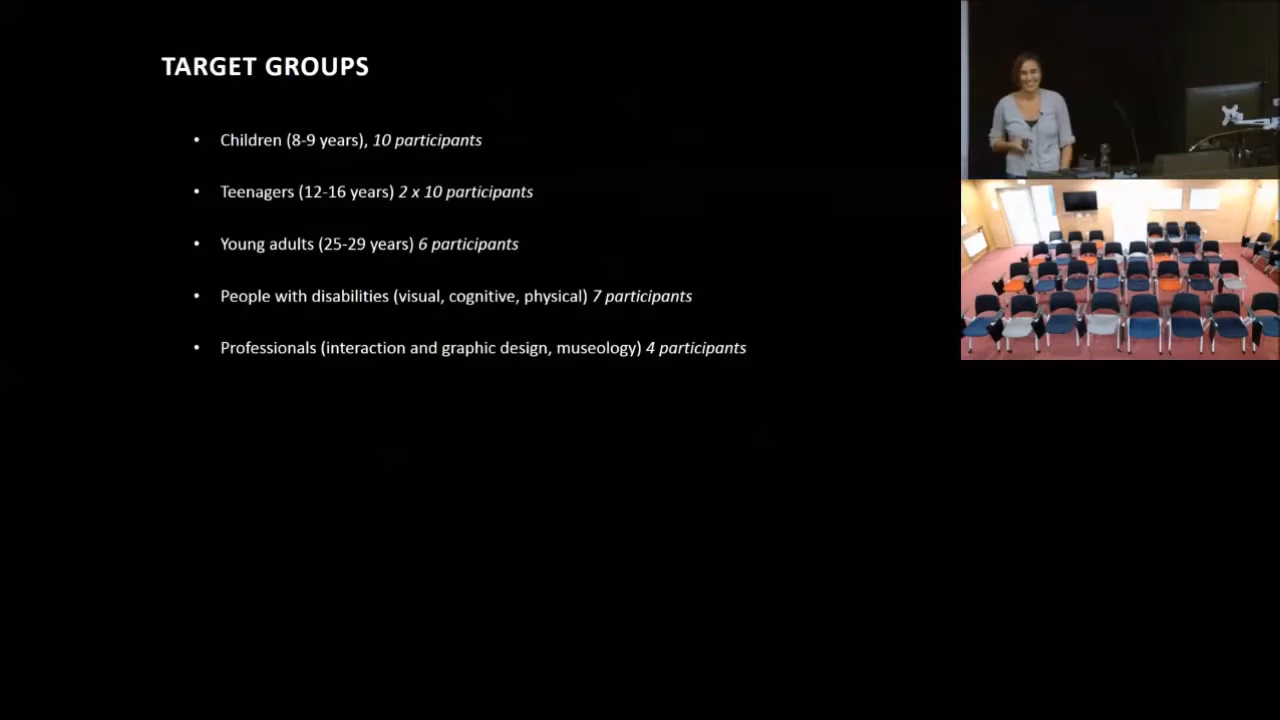 TARGET GROUPS
• Children (8-9 years), 10 participants
• Teenagers (12-16 years) 2 x 10 participants
• Young adults (25-29 years) 6 participants
• People with disabilities (visual, cognitive, physical) 7 participants
• Professionals (interaction and graphic design, museology) 4 participants